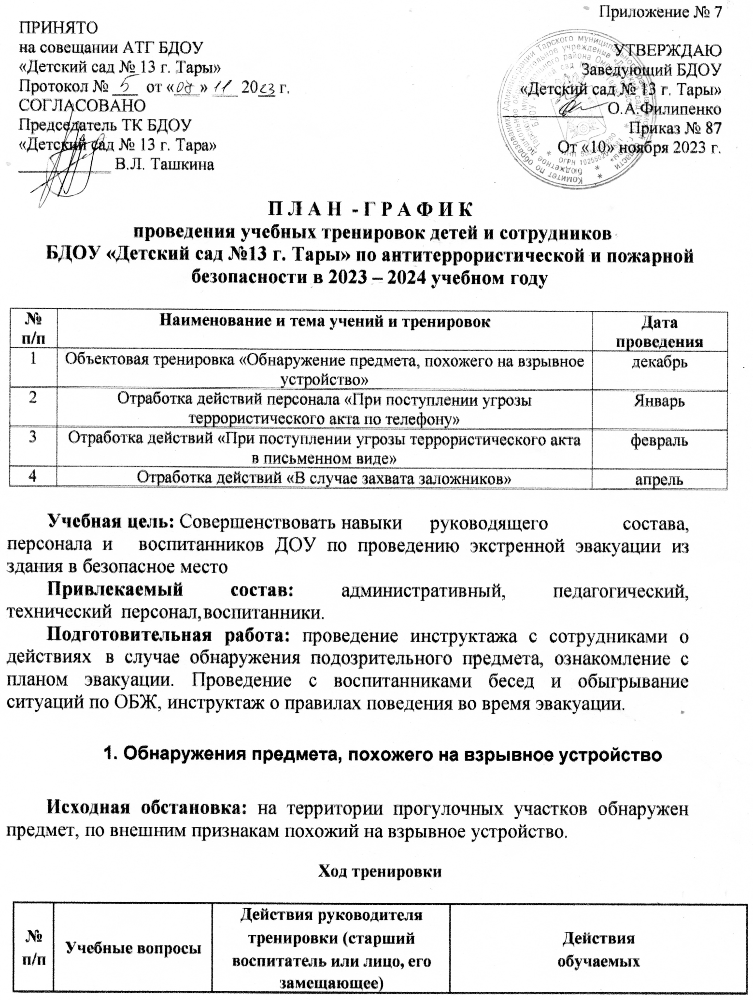 Приложение № 7
ПРИНЯТО
на совещании АТГ БДОУ
«Детский сад № 13 г. Тары»
Протокол № 5 от «08» 11 2023 г.
СОГЛАСОВАНО
Председатель ТК БДОУ
«Детский сад № 13 г. Тара»
В.Л. Ташкина
УТВЕРЖДАЮ
Заведующий БДОУ
«Детский сад № 13 г. Тары»
О.А.Филипенко
Приказ № 87
От «10» ноября 2023 г.
П Л А Н - Г Р А Ф И К
проведения учебных тренировок детей и сотрудников
БДОУ «Детский сад №13 г. Тары» по антитеррористической и пожарной
безопасности в 2023 – 2024 учебном году
№ п/п
Наименование и тема учений и тренировок
Дата проведения
1
Объектовая тренировка «Обнаружение предмета, похожего на взрывное
устройство»
декабрь
2
Отработка действий персонала «При поступлении угрозы
террористического акта по телефону»
Январь
3
Отработка действий «При поступлении угрозы террористического акта
в письменном виде»
февраль
4
Отработка действий «В случае захвата заложников»
апрель
Учебная цель: Совершенствовать навыки руководящего состава,
персонала и воспитанников ДОУ по проведению экстренной эвакуации из
здания в безопасное место
Привлекаемый состав: административный, педагогический,
технический персонал,воспитанники.
Подготовительная работа: проведение инструктажа с сотрудниками о
действиях в случае обнаружения подозрительного предмета, ознакомление с
планом эвакуации. Проведение с воспитанниками бесед и обыгрывание
ситуаций по ОБЖ, инструктаж о правилах поведения во время эвакуации.
1. Обнаружения предмета, похожего на взрывное устройство
Исходная обстановка: на территории прогулочных участков обнаружен
предмет, по внешним признакам похожий на взрывное устройство.
Ход тренировки
№
п/п
Учебные вопросы
Действия руководителя
тренировки (старший
воспитатель или лицо, его
замещающее)
Действия
обучаемых